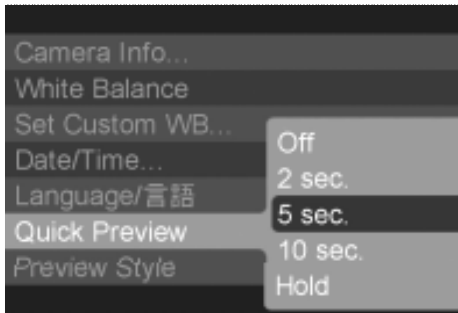 Camera Info...
White Balance
Set Custom WB...
Date/Time...
Language/言語
Quick Preview
Preview Style
Off
2 sec.
5 sec.
10 sec.
Hold